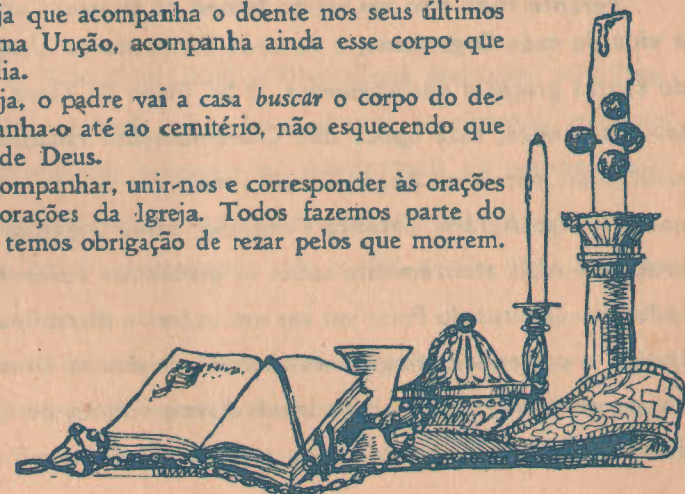 ja que acompanha o doente nos seus últimos
ma Unção, acompanha ainda esse corpo que
ia.
ja, o padre vai a casa buscar o corpo do de-
anha-o até ao cemitério, não esquecendo que
de Deus.
ompanhar, unir-nos e corresponder às orações
orações da Igreja. Todos fazemos parte do
temos obrigação de rezar pelos que morrem.